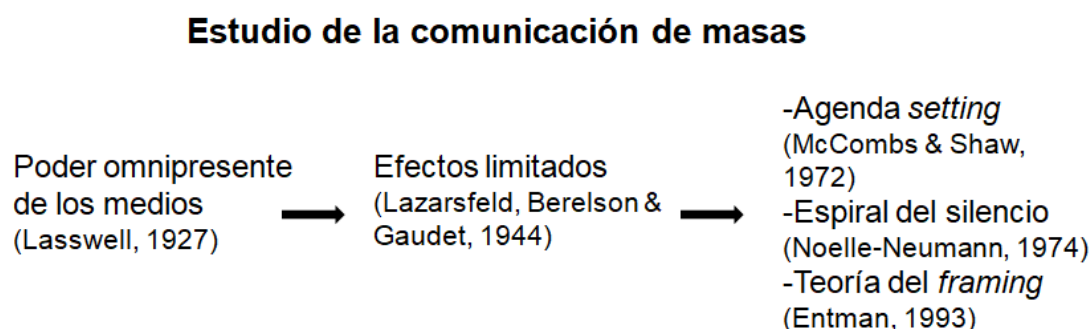 Estudio de la comunicación de masas
Poder omnipresente
de los medios
(Lasswell, 1927)
Efectos limitados
(Lazarsfeld, Berelson &
Gaudet, 1944)
-Agenda setting
(McCombs & Shaw,
1972)
-Espiral del silencio
(Noelle-Neumann, 1974)
-Teoría del framing
(Entman, 1993)